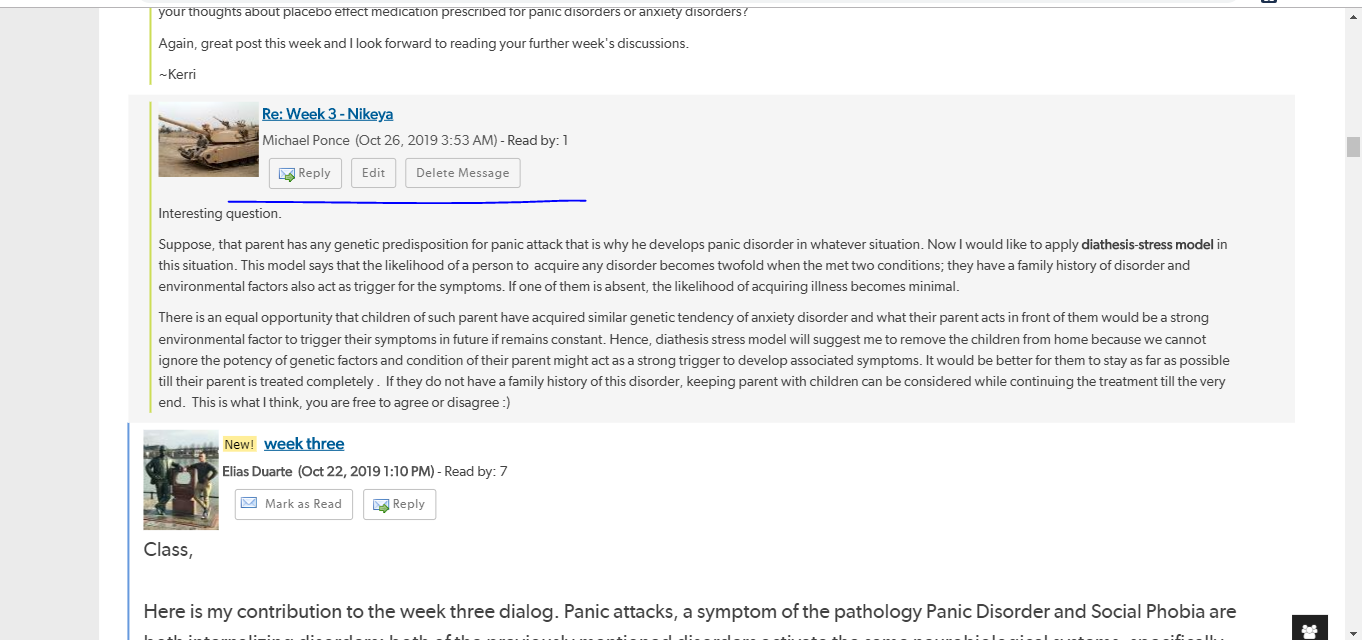 your thoughts about placebo effect medication prescribed for panic disorders or anxiety disorders?
Again, great post this week and I look forward to reading your further week's discussions.
~Kerri
Re: Week 3 - Nikeya
Michael Ponce (Oct 26, 2019 3:53 AM) - Read by: 1
Reply Edit Delete Message
Interesting question.
Suppose, that parent has any genetic predisposition for panic attack that is why he develops panic disorder in whatever situation. Now I would like to apply diathesis-stress model in
this situation. This model says that the likelihood of a person to acquire any disorder becomes twofold when the met two conditions; they have a family history of disorder and
environmental factors also act as trigger for the symptoms. If one of them is absent, the likelihood of acquiring illness becomes minimal.
There is an equal opportunity that children of such parent have acquired similar genetic tendency of anxiety disorder and what their parent acts in front of them would be a strong
environmental factor to trigger their symptoms in future if remains constant. Hence, diathesis stress model will suggest me to remove the children from home because we cannot
ignore the potency of genetic factors and condition of their parent might act as a strong trigger to develop associated symptoms. It would be better for them to stay as far as possible
till their parent is treated completely . If they do not have a family history of this disorder, keeping parent with children can be considered while continuing the treatment till the very
end. This is what I think, you are free to agree or disagree :)
New! week three
Elias Duarte (Oct 22, 2019 1:10 PM) - Read by: 7
Mark as Read Reply
Class,
Here is my contribution to the week three dialog. Panic attacks, a symptom of the pathology Panic Disorder and Social Phobia are
both internalizing disorders; both of the previously mentioned disorders activate the same neurobiological systems, specifically